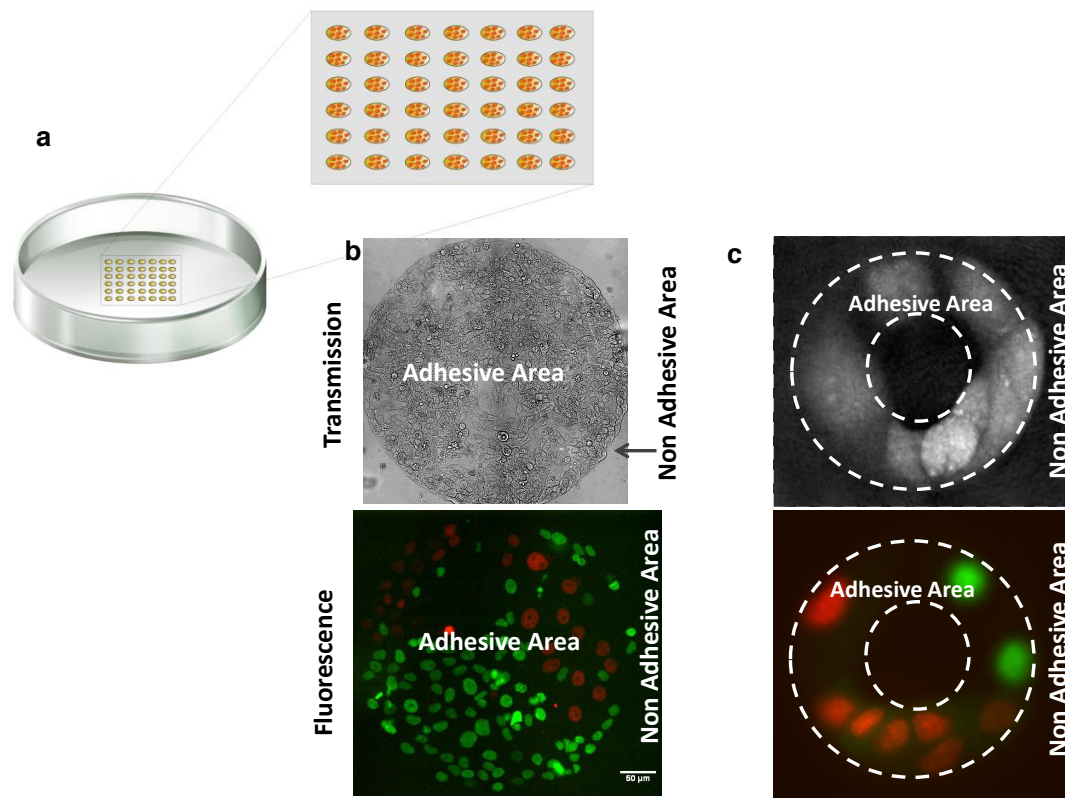 a
b
Transmission
Adhesive Area
Non Adhesive Area
Fluorescence
Adhesive Area
Non Adhesive Area
50 µm
c
Adhesive Area
Non Adhesive Area
Adhesive Area
Non Adhesive Area